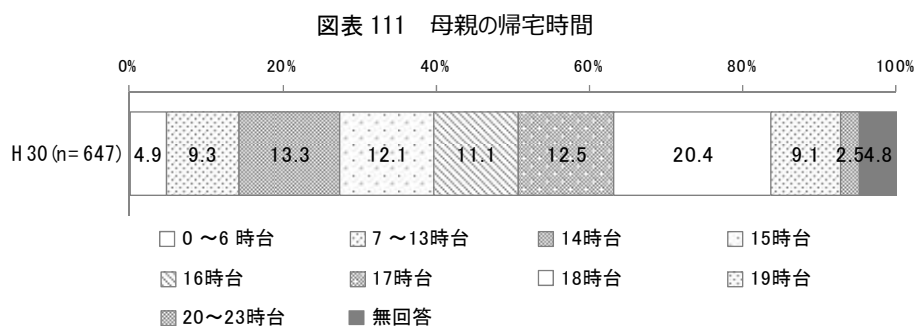 図表 111 母親の帰宅時間
0% 20% 40% 60% 80% 100%
H30(n=647) 4.9 9.3 13.3 12.1 11.1 12.5 20.4 9.1 2.5 4.8
0～6 時台 7～13時台 14時台 15時台
16時台 17時台 18時台 19時台
20～23時台 無回答